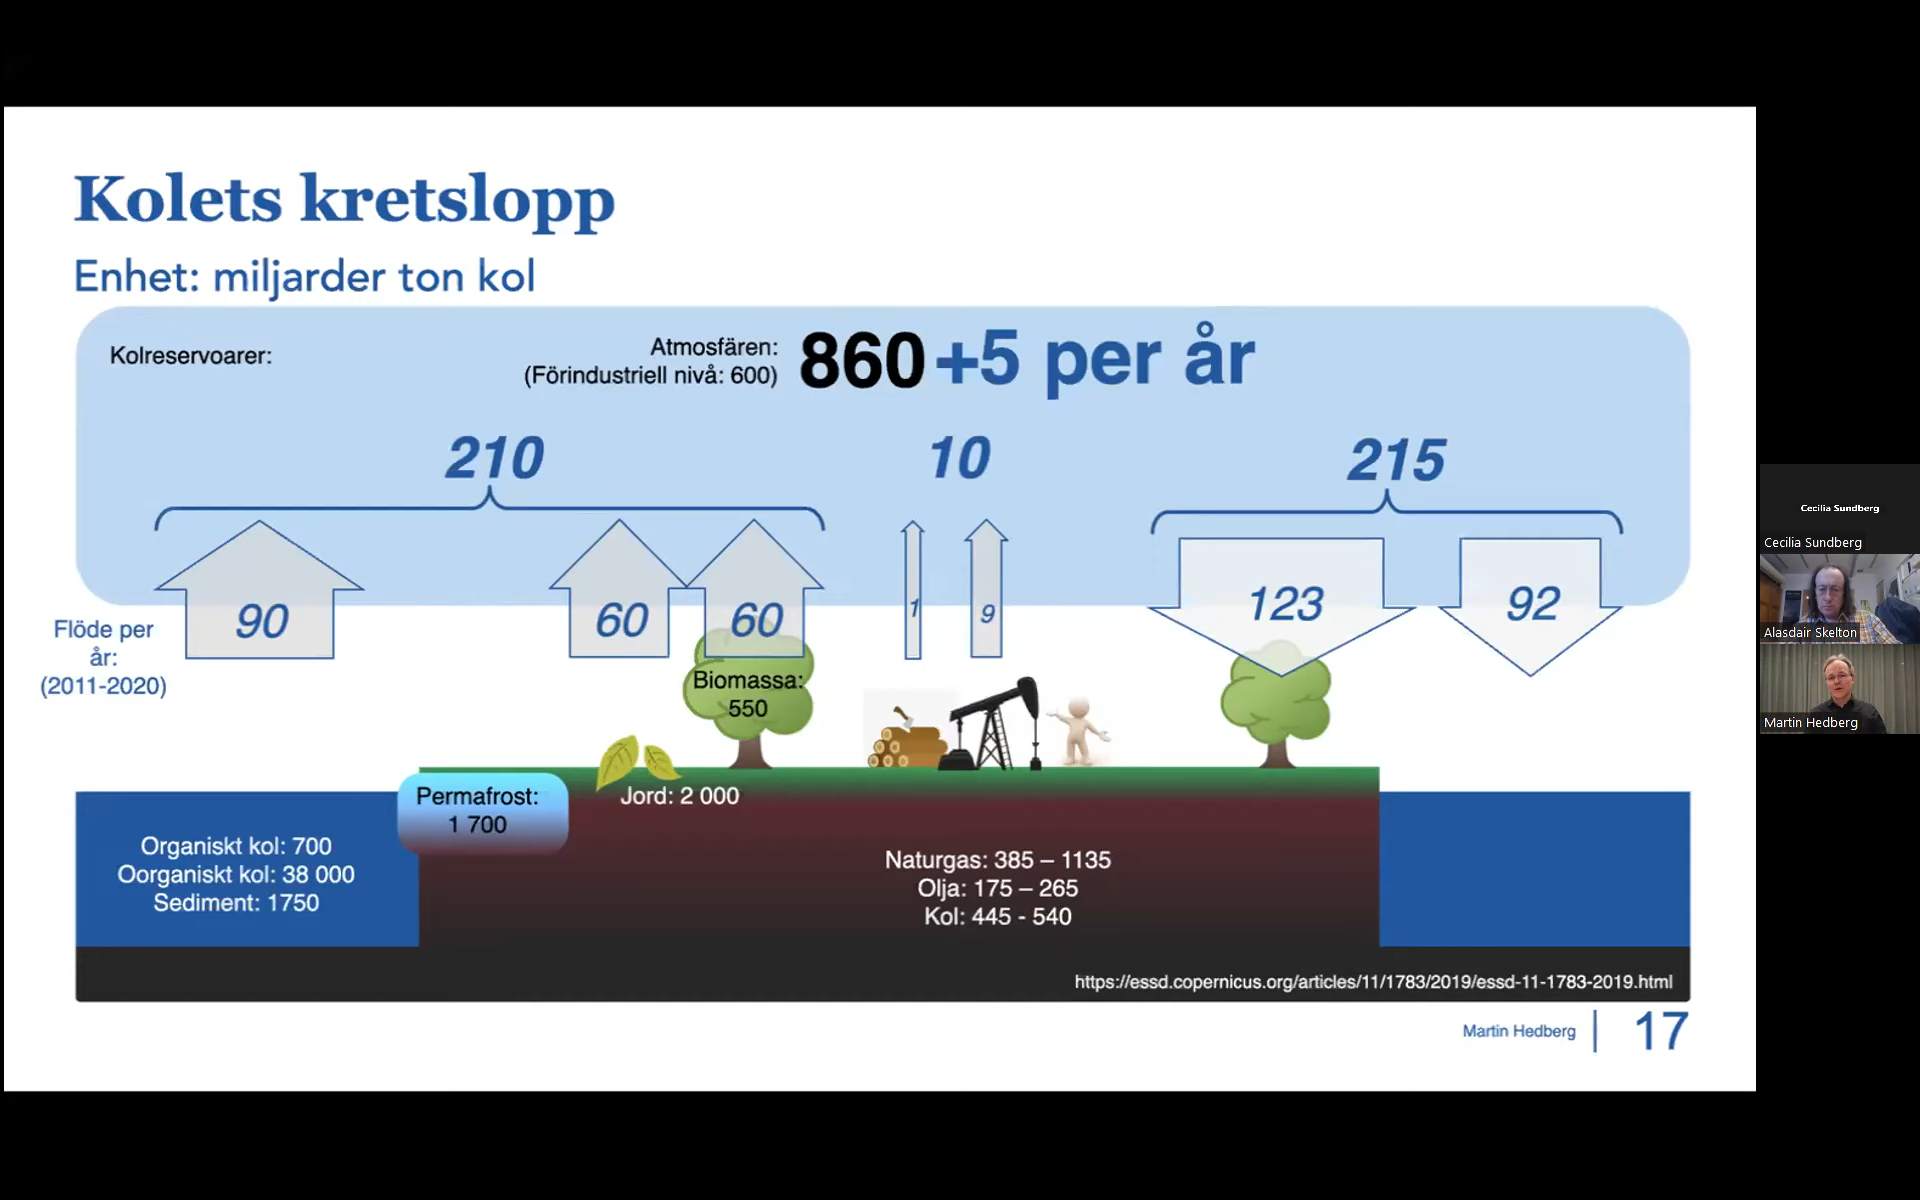 Kolets kretslopp
Enhet: miljarder ton kol
Kolreservoarer:
Atmosfären:
(Förindustriell nivå: 600)
860 +5 per år
210
10
215
90
60
60
1
9
123
92
Flöde per
år:
(2011-2020)
Biomassa:
550
Permafrost:
1 700
Jord: 2 000
Organiskt kol: 700
Oorganiskt kol: 38 000
Sediment: 1750
Naturgas: 385 – 1135
Olja: 175 – 265
Kol: 445 - 540
https://essd.copernicus.org/articles/11/1783/2019/essd-11-1783-2019.html
Martin Hedberg
17
Cecilia Sundberg
Cecilia Sundberg
Alasdair Skelton
Martin Hedberg